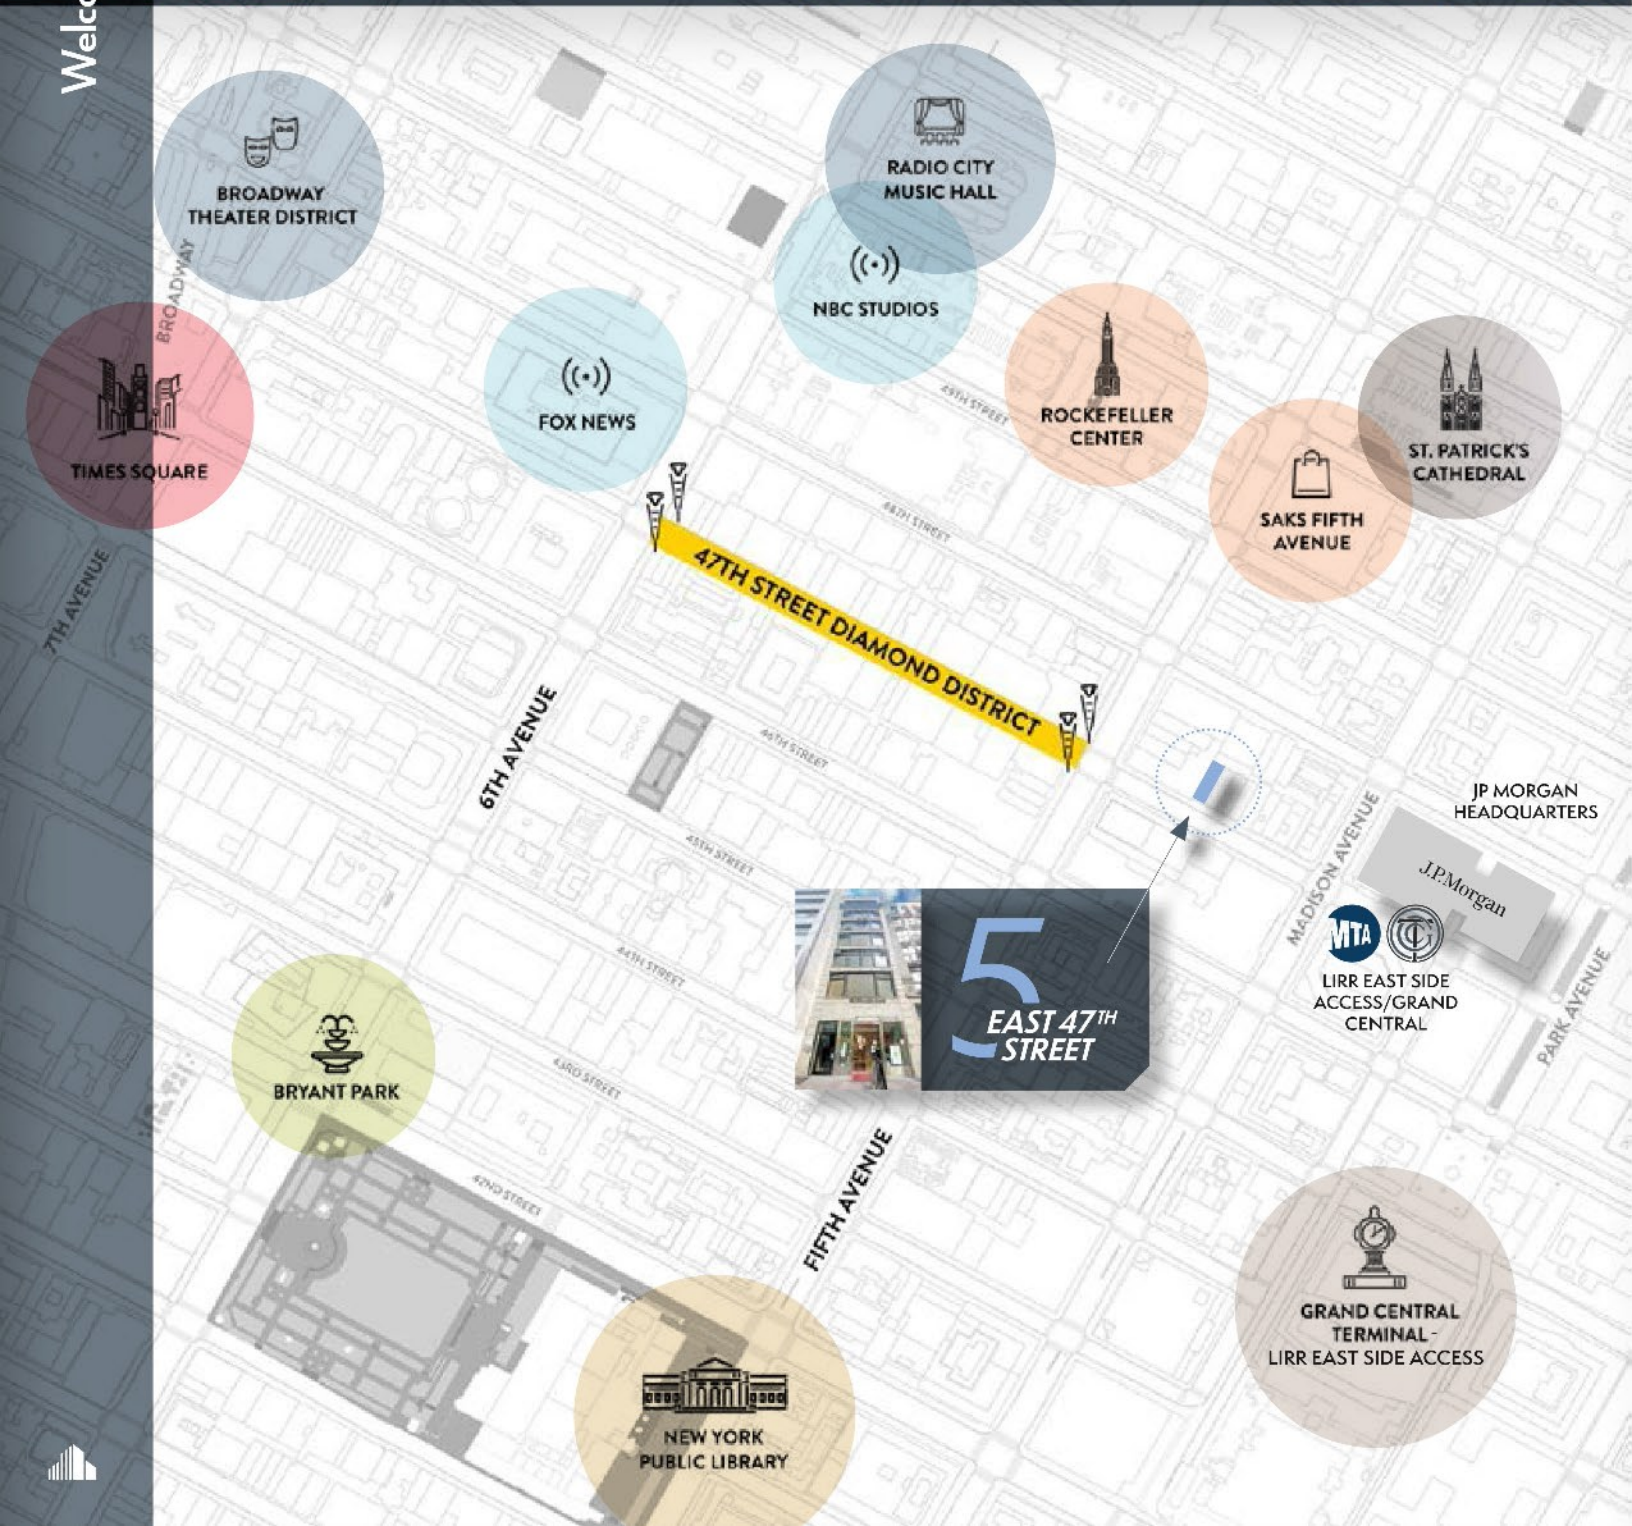 Welco
BROADWAY
THEATER DISTRICT
RADIO CITY
MUSIC HALL
NBC STUDIOS
BROADWAY
TIMES SQUARE
FOX NEWS
ROCKEFELLER
CENTER
ST. PATRICK'S
CATHEDRAL
SAKS FIFTH
AVENUE
49TH STREET
48TH STREET
47TH STREET DIAMOND DISTRICT
7TH AVENUE
6TH AVENUE
46TH STREET
45TH STREET
44TH STREET
43RD STREET
42ND STREET
JP MORGAN
HEADQUARTERS
J.P.Morgan
MADISON AVENUE
MTA
GCT
LIRR EAST SIDE
ACCESS/GRAND
CENTRAL
PARK AVENUE
5
EAST 47TH
STREET
BRYANT PARK
FIFTH AVENUE
GRAND CENTRAL
TERMINAL-
LIRR EAST SIDE ACCESS
NEW YORK
PUBLIC LIBRARY